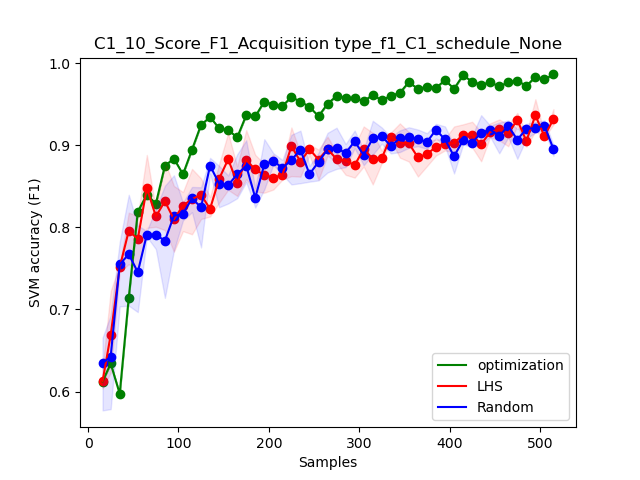 C1_10_Score_F1_Acquisition type_f1_C1_schedule_None
1.0
0.9
0.8
0.7
0.6
SVM accuracy (F1)
0
100
200
300
400
500
Samples
optimization
LHS
Random